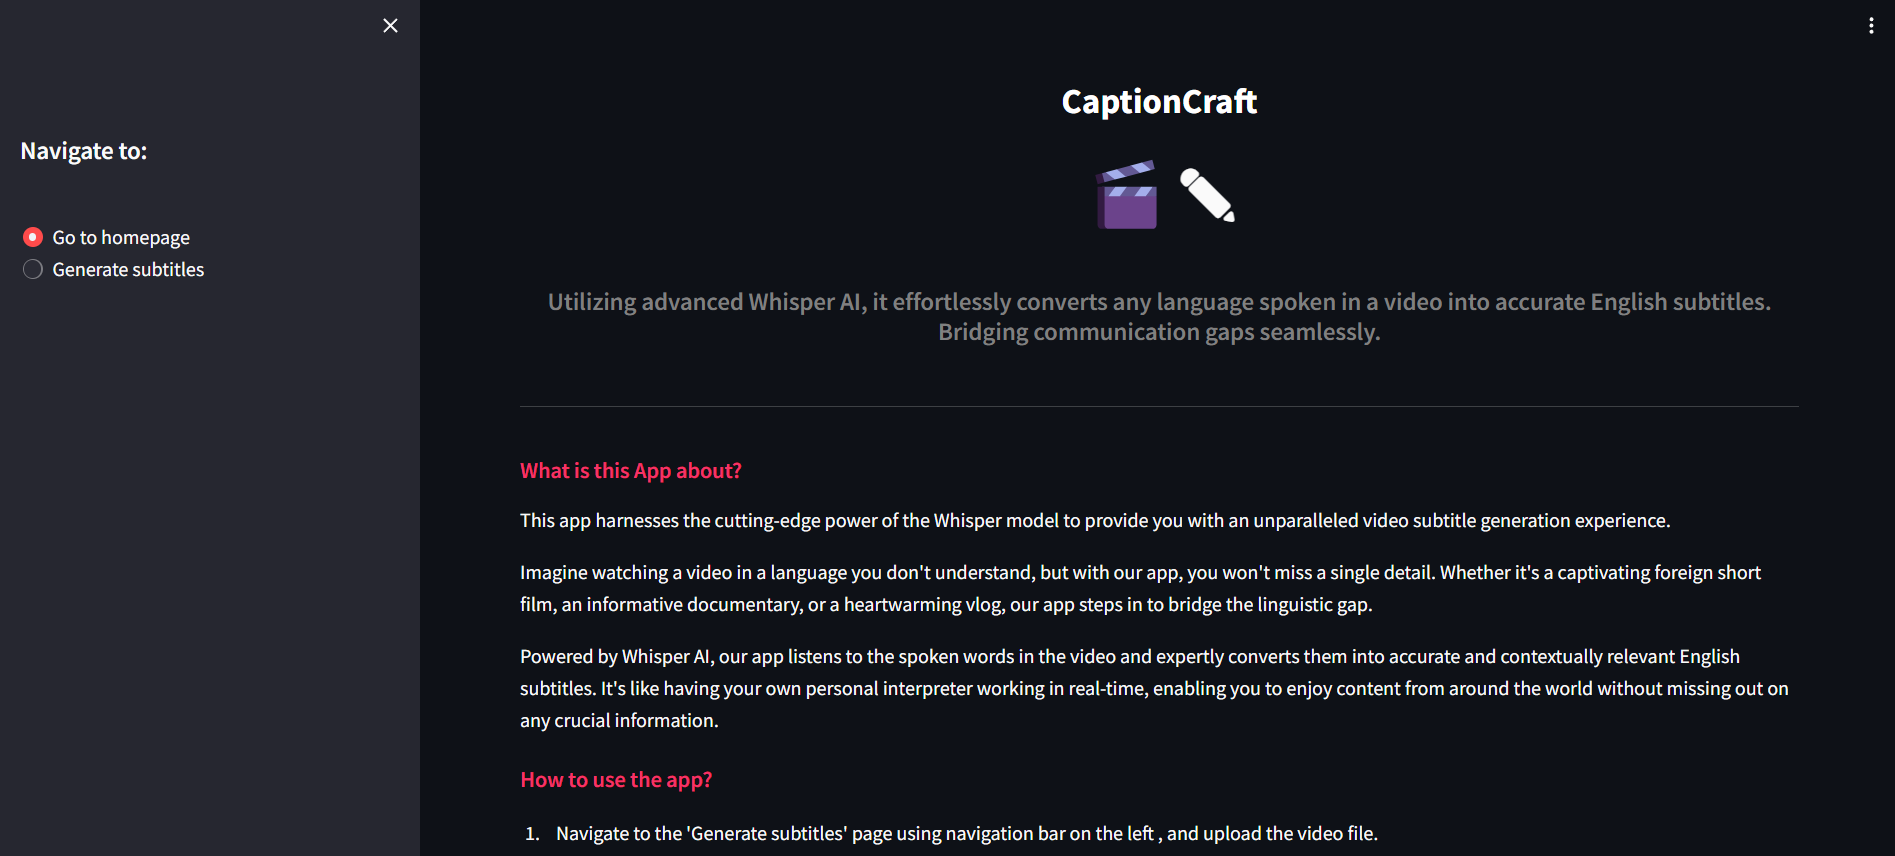 Navigate to:
Go to homepage
Generate subtitles
CaptionCraft
Utilizing advanced Whisper AI, it effortlessly converts any language spoken in a video into accurate English subtitles.
Bridging communication gaps seamlessly.
What is this App about?
This app harnesses the cutting-edge power of the Whisper model to provide you with an unparalleled video subtitle generation experience.
Imagine watching a video in a language you don't understand, but with our app, you won't miss a single detail. Whether it's a captivating foreign short
film, an informative documentary, or a heartwarming vlog, our app steps in to bridge the linguistic gap.
Powered by Whisper AI, our app listens to the spoken words in the video and expertly converts them into accurate and contextually relevant English
subtitles. It's like having your own personal interpreter working in real-time, enabling you to enjoy content from around the world without missing out on
any crucial information.
How to use the app?
1. Navigate to the 'Generate subtitles' page using navigation bar on the left , and upload the video file.